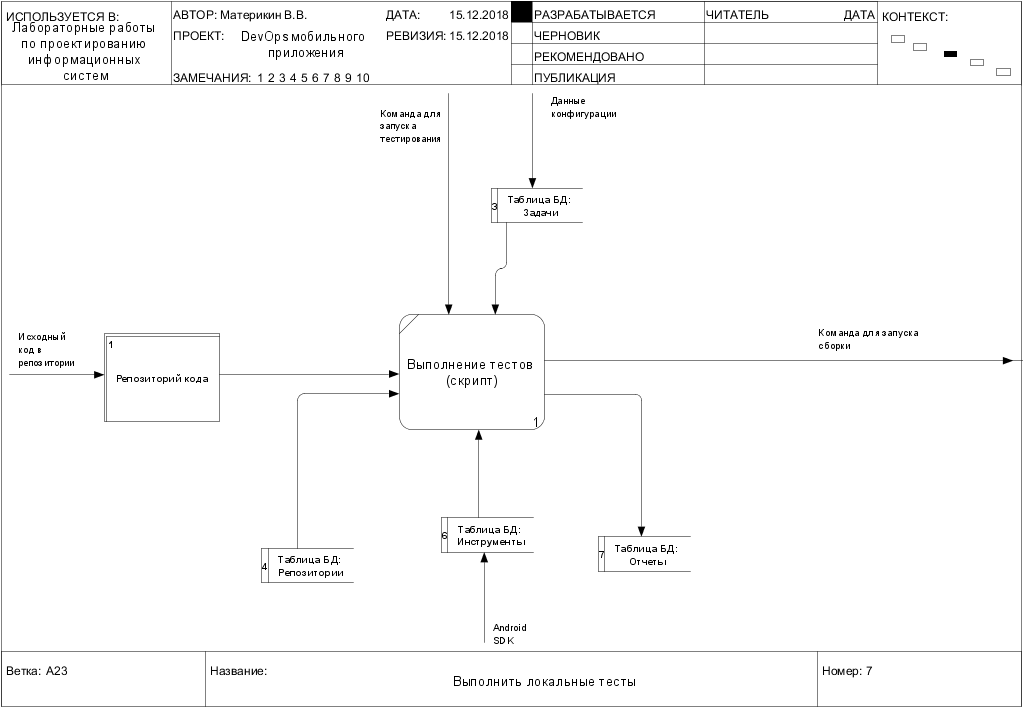 ИСПОЛЬЗУЕТСЯ В:
Лабораторные работы
по проектированию
информационных
систем
АВТОР: Материкин В.В.
ДАТА: 15.12.2018
ПРОЕКТ: DevOps мобильного
приложения
РЕВИЗИЯ: 15.12.2018
ЗАМЕЧАНИЯ: 1 2 3 4 5 6 7 8 9 10
РАЗРАБАТЫВАЕТСЯ
ЧЕРНОВИК
РЕКОМЕНДОВАНО
ПУБЛИКАЦИЯ
ЧИТАТЕЛЬ
ДАТА
КОНТЕКСТ:
Команда для
запуска
тестирования
Данные
конфигурации
3
Таблица БД:
Задачи
Исходный
код в
репозитории
1
Репозиторий кода
Выполнение тестов
(скрипт)
1
Команда для запуска
сборки
4
Таблица БД:
Репозитории
6
Таблица БД:
Инструменты
7
Таблица БД:
Отчеты
Android
SDK
Ветка: A23
Название:
Выполнить локальные тесты
Номер: 7